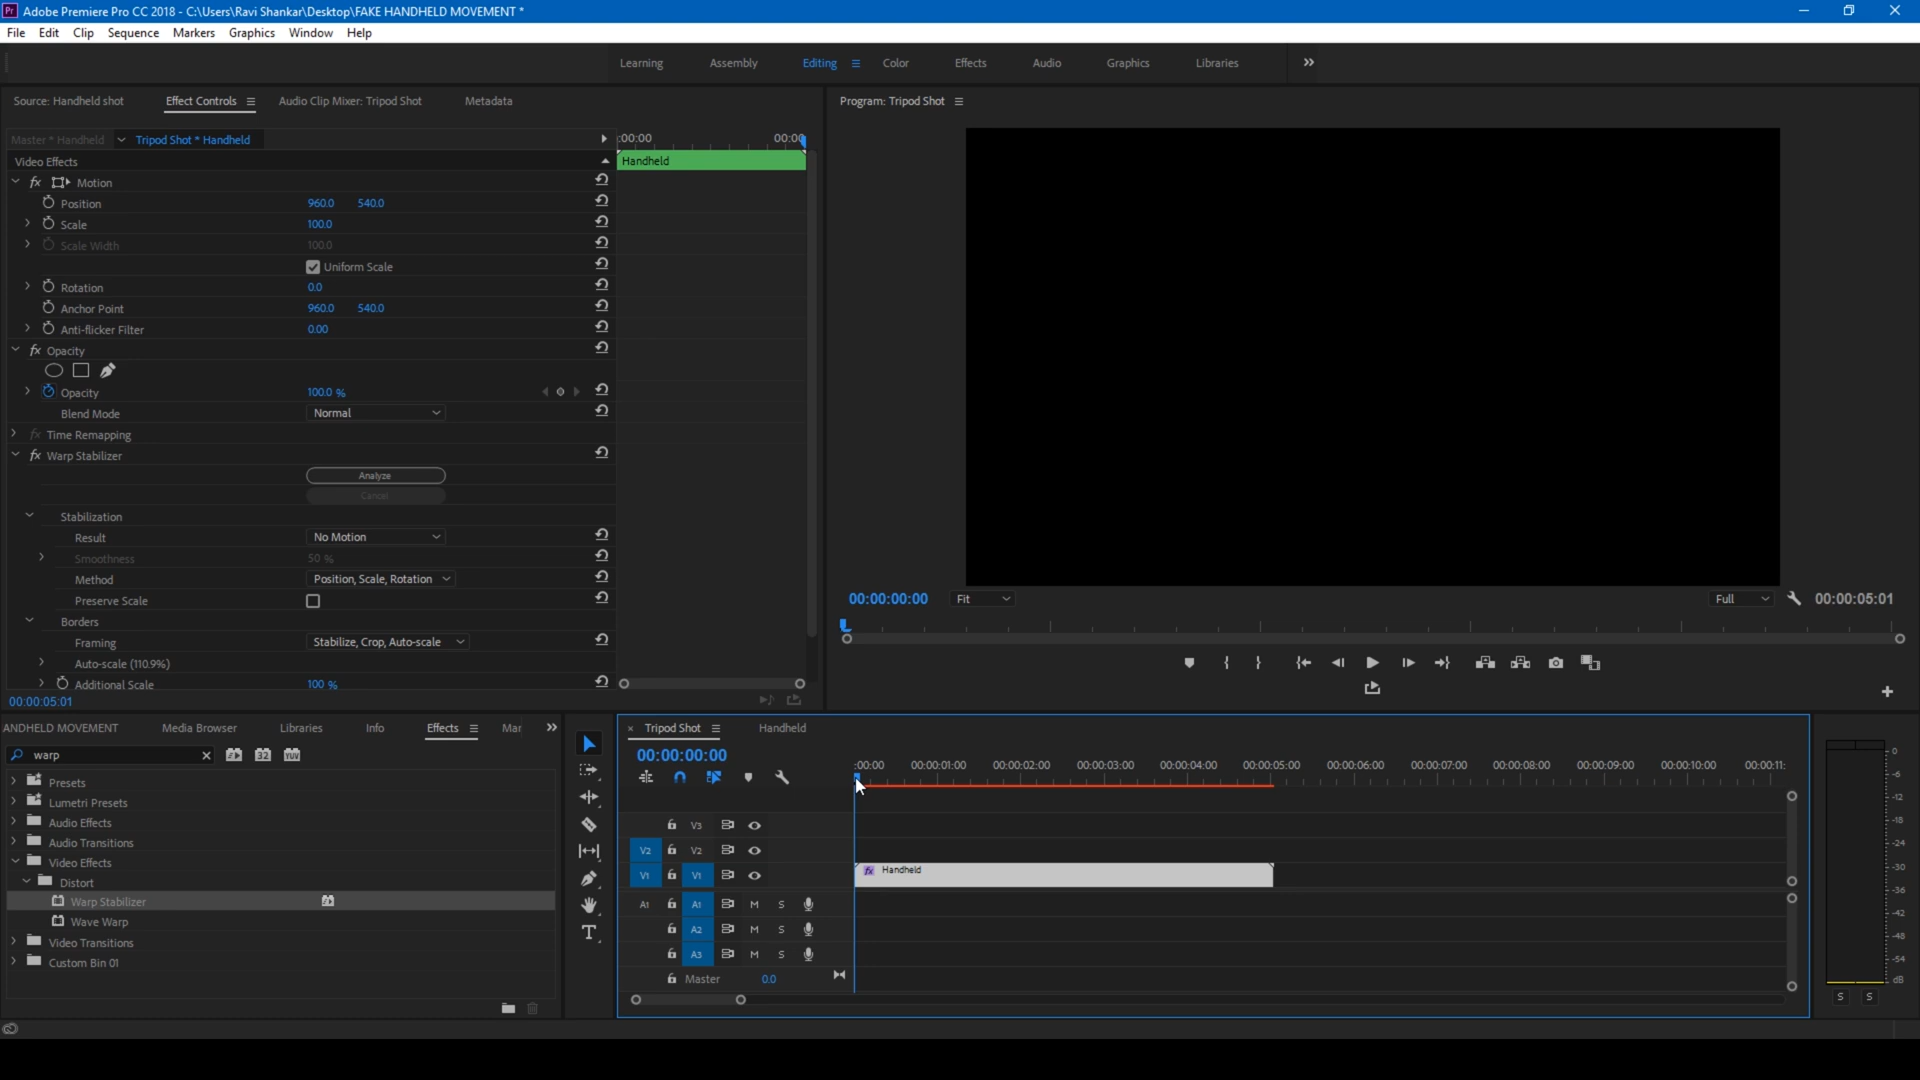 Adobe Premiere Pro CC 2018 - C:\Users\Ravi Shankar\Desktop\FAKE HANDHELD MOVEMENT *
File Edit Clip Sequence Markers Graphics Window Help
Learning Assembly Editing Color Effects Audio Graphics Libraries
Source: Handheld shot Effect Controls Audio Clip Mixer: Tripod Shot Metadata
Program: Tripod Shot
Master * Handheld Tripod Shot * Handheld
:00:00 00:00
Video Effects
Handheld
fx Motion
Position 960.0 540.0
Scale 100.0
Scale Width 100.0
Uniform Scale
Rotation 0.0
Anchor Point 960.0 540.0
Anti-flicker Filter 0.00
fx Opacity
Opacity 100.0 %
Blend Mode Normal
fx Time Remapping
fx Warp Stabilizer
Analyze
Cancel
Stabilization
Result No Motion
Smoothness 50 %
Method Position, Scale, Rotation
Preserve Scale
Borders
Framing Stabilize, Crop, Auto-scale
Auto-scale (110.9%)
Additional Scale 100 %
00:00:05:01
00:00:00:00 Fit Full 00:00:05:01
ANDHELD MOVEMENT Media Browser Libraries Info Effects Mar
warp
32 YUV
Presets
Lumetri Presets
Audio Effects
Audio Transitions
Video Effects
Distort
Warp Stabilizer
Wave Warp
Video Transitions
Custom Bin 01
Tripod Shot Handheld
00:00:00:00
:00:00 00:00:01:00 00:00:02:00 00:00:03:00 00:00:04:00 00:00:05:00 00:00:06:00 00:00:07:00 00:00:08:00 00:00:09:00 00:00:10:00 00:00:11:
V3
V2 V2
V1 V1 fx Handheld
A1 A1 M S
A2 M S
A3 M S
Master 0.0
0
-6
-12
-18
-24
-30
-36
-42
-48
-54
dB
S S